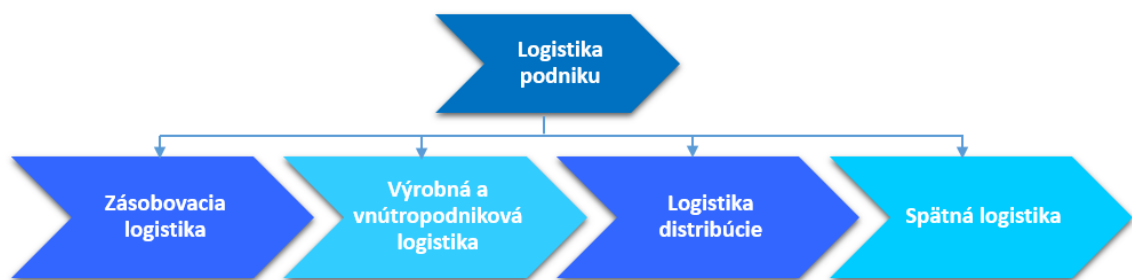 Logistika
podniku
Zásobovacia
logistika
Výrobná a
vnútropodniková
logistika
Logistika
distribúcie
Spätná logistika